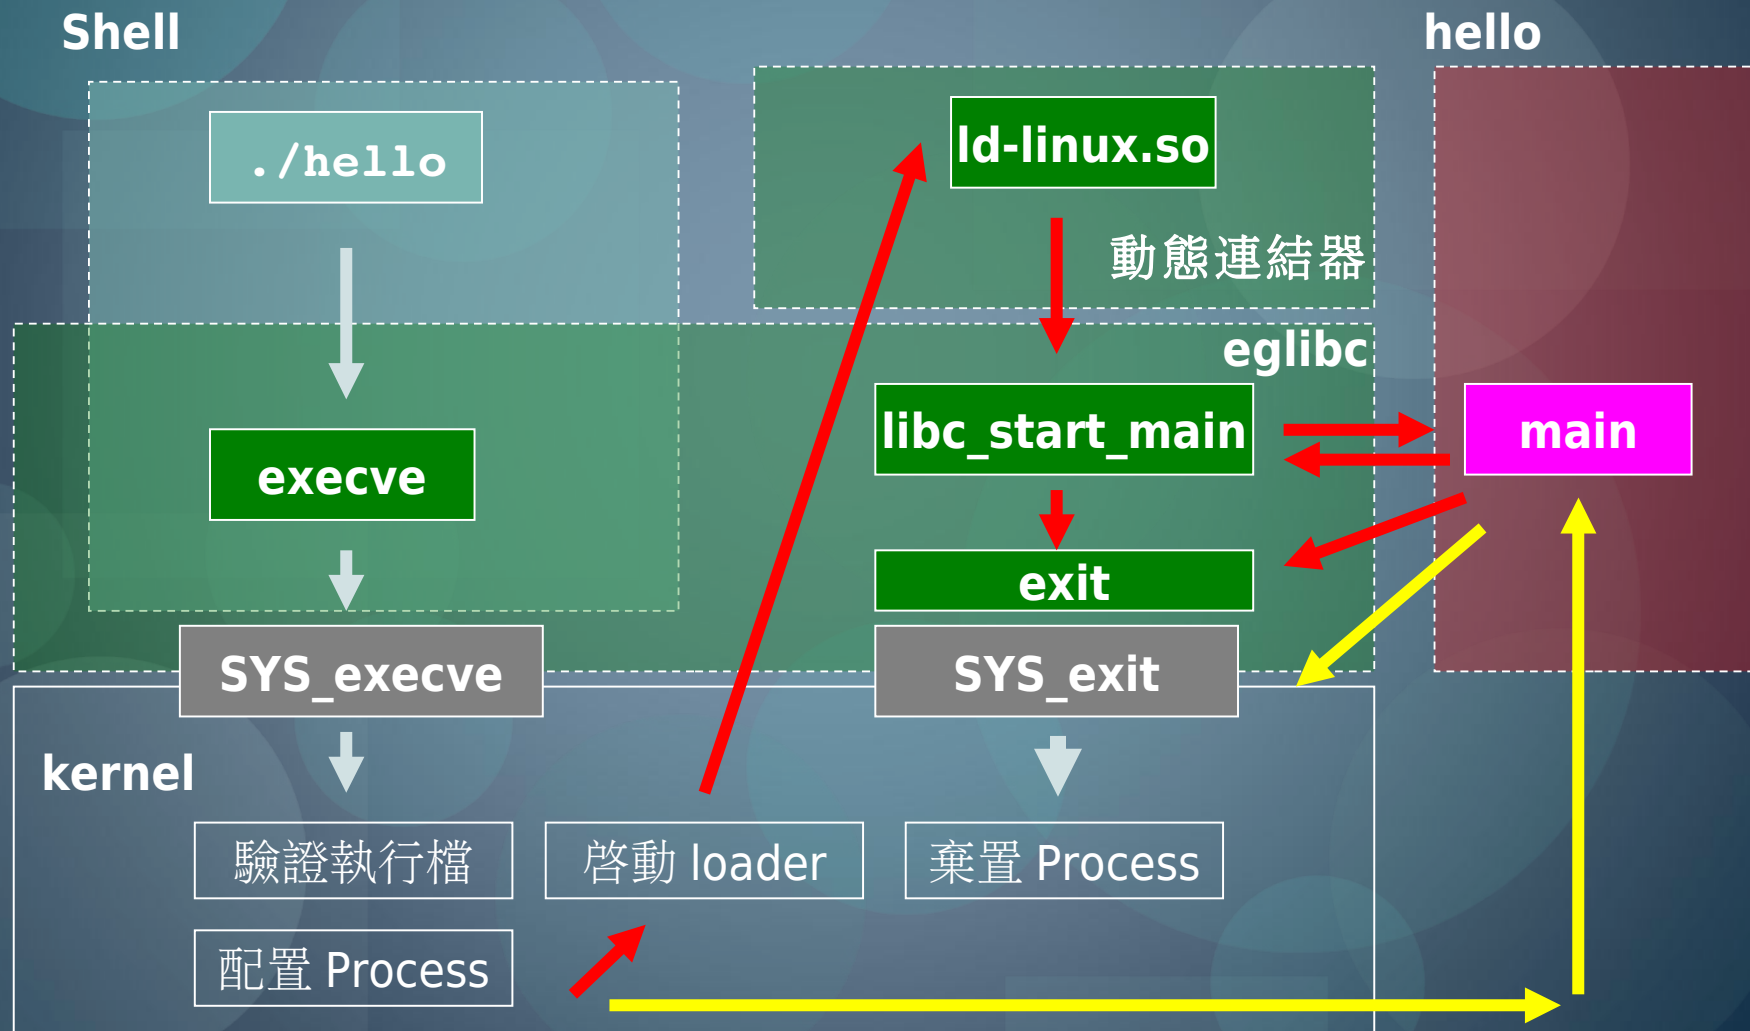 Shell
hello
./hello
ld-linux.so
動態連結器
eglibc
libc_start_main
main
execve
exit
SYS_execve
SYS_exit
kernel
驗證執行檔
啓動 loader
棄置 Process
配置 Process